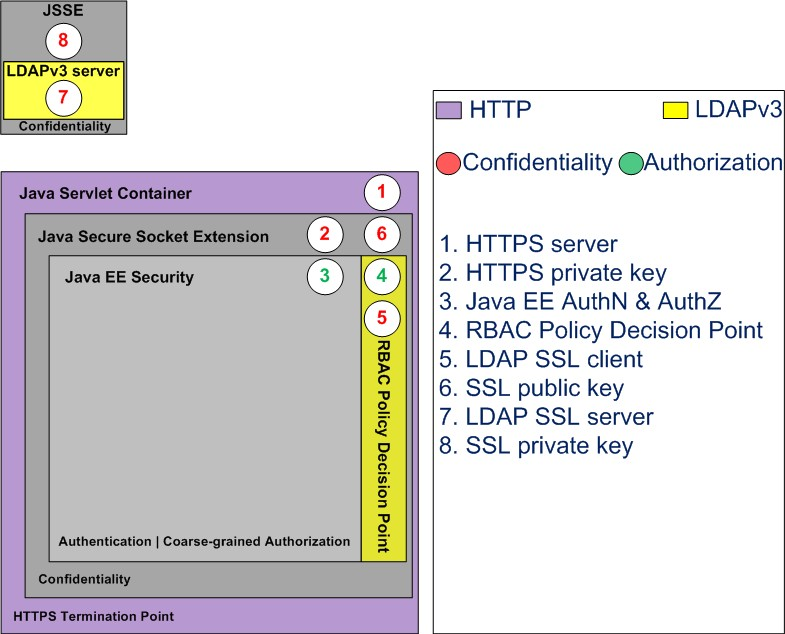 JSSE
8
LDAPv3 server
7
Confidentiality
Java Servlet Container
1
Java Secure Socket Extension
2
6
Java EE Security
3
4
5
RBAC Policy Decision Point
Authentication | Coarse-grained Authorization
Confidentiality
HTTPS Termination Point
HTTP
LDAPv3
Confidentiality
Authorization
1. HTTPS server
2. HTTPS private key
3. Java EE AuthN & AuthZ
4. RBAC Policy Decision Point
5. LDAP SSL client
6. SSL public key
7. LDAP SSL server
8. SSL private key